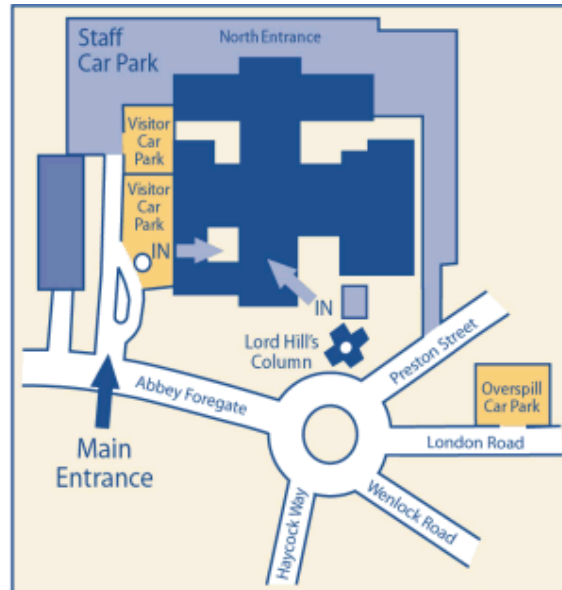 Staff
Car Park
North Entrance
Visitor
Car
Park
Visitor
Car
Park
IN
IN
Lord Hill's
Column
Preston Street
Abbey Foregate
Overspill
Car Park
Main
Entrance
London Road
Wenlock Road
Haycock Way